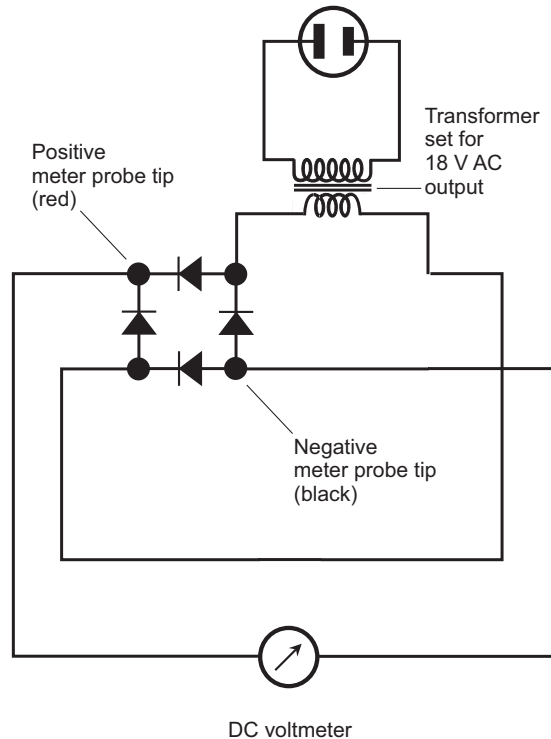 Transformer
set for
18 V AC
output
Positive
meter probe tip
(red)
Negative
meter probe tip
(black)
DC voltmeter